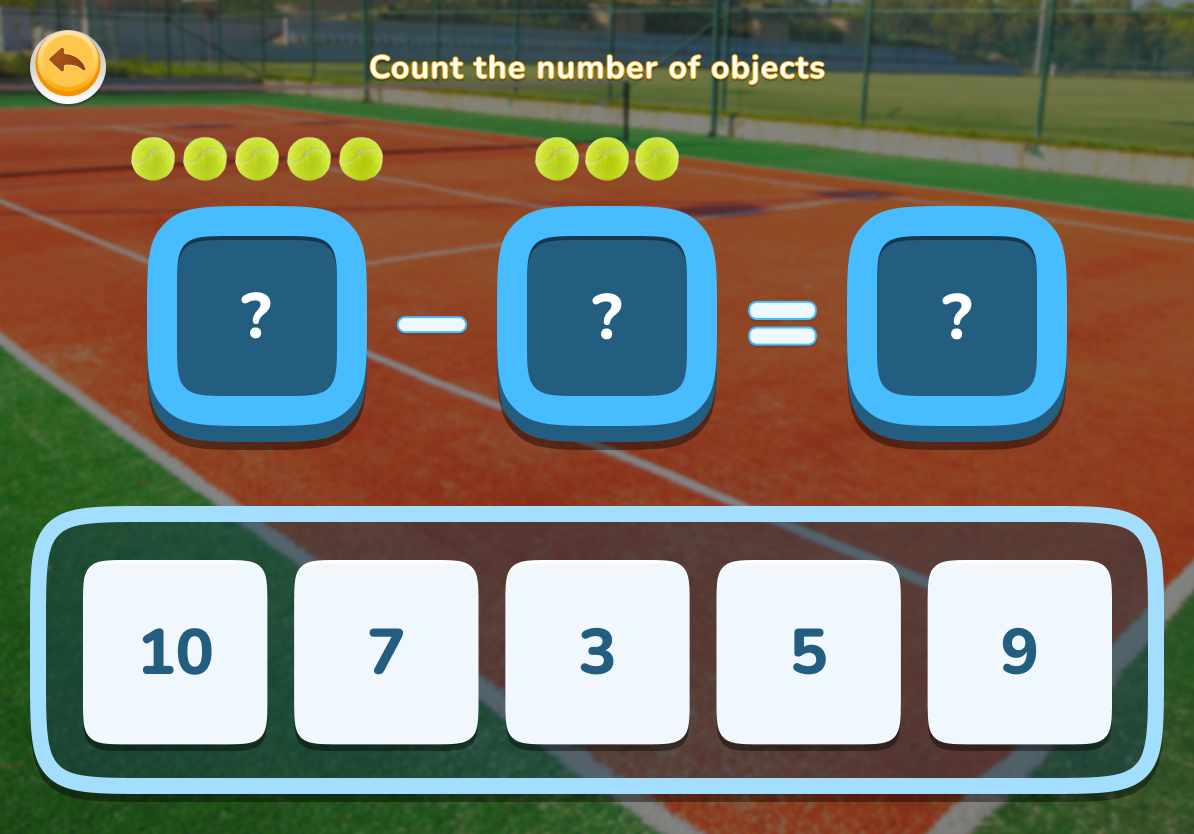 Count the number of objects
? – ? = ?
10 7 3 5 9